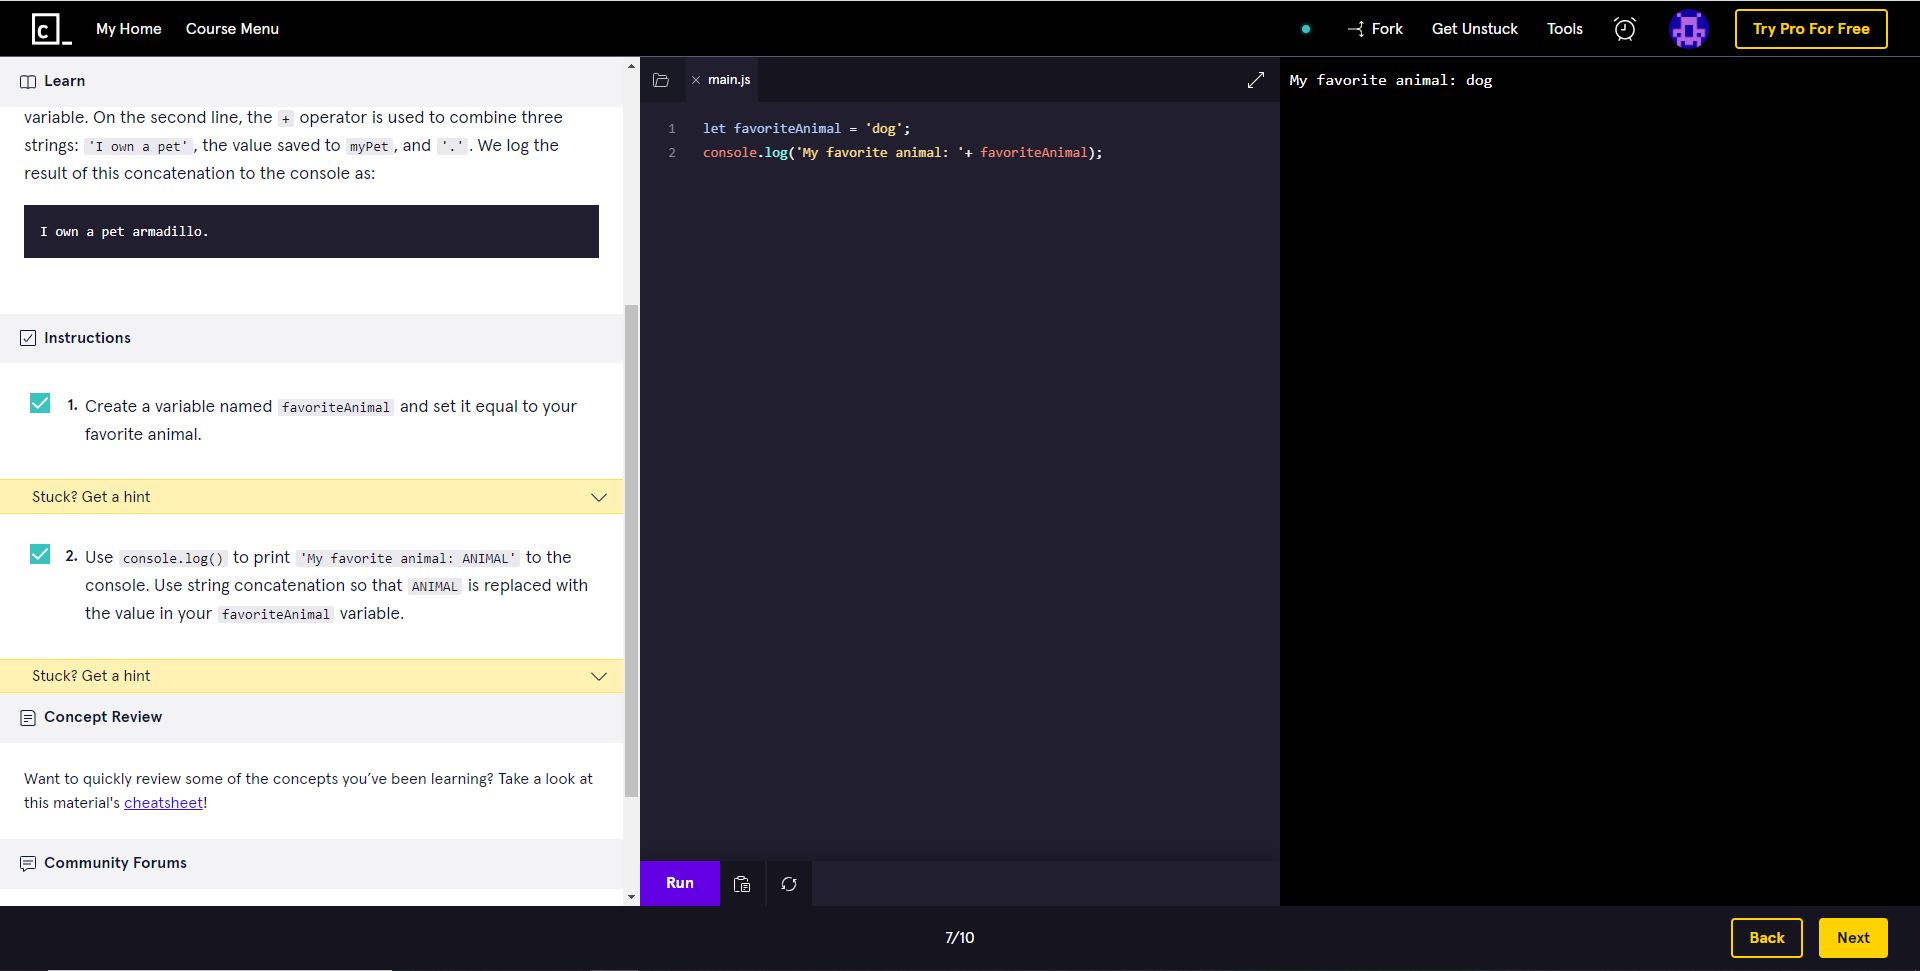 c_ My Home Course Menu Fork Get Unstuck Tools Try Pro For Free
Learn
variable. On the second line, the + operator is used to combine three
strings: 'I own a pet', the value saved to myPet, and '.'. We log the
result of this concatenation to the console as:
I own a pet armadillo.
Instructions
1. Create a variable named favoriteAnimal and set it equal to your
favorite animal.
Stuck? Get a hint
2. Use console.log() to print 'My favorite animal: ANIMAL' to the
console. Use string concatenation so that ANIMAL is replaced with
the value in your favoriteAnimal variable.
Stuck? Get a hint
Concept Review
Want to quickly review some of the concepts you’ve been learning? Take a look at
this material's cheatsheet!
Community Forums
main.js
1 let favoriteAnimal = 'dog';
2 console.log('My favorite animal: '+ favoriteAnimal);
Run
My favorite animal: dog
7/10
Back Next